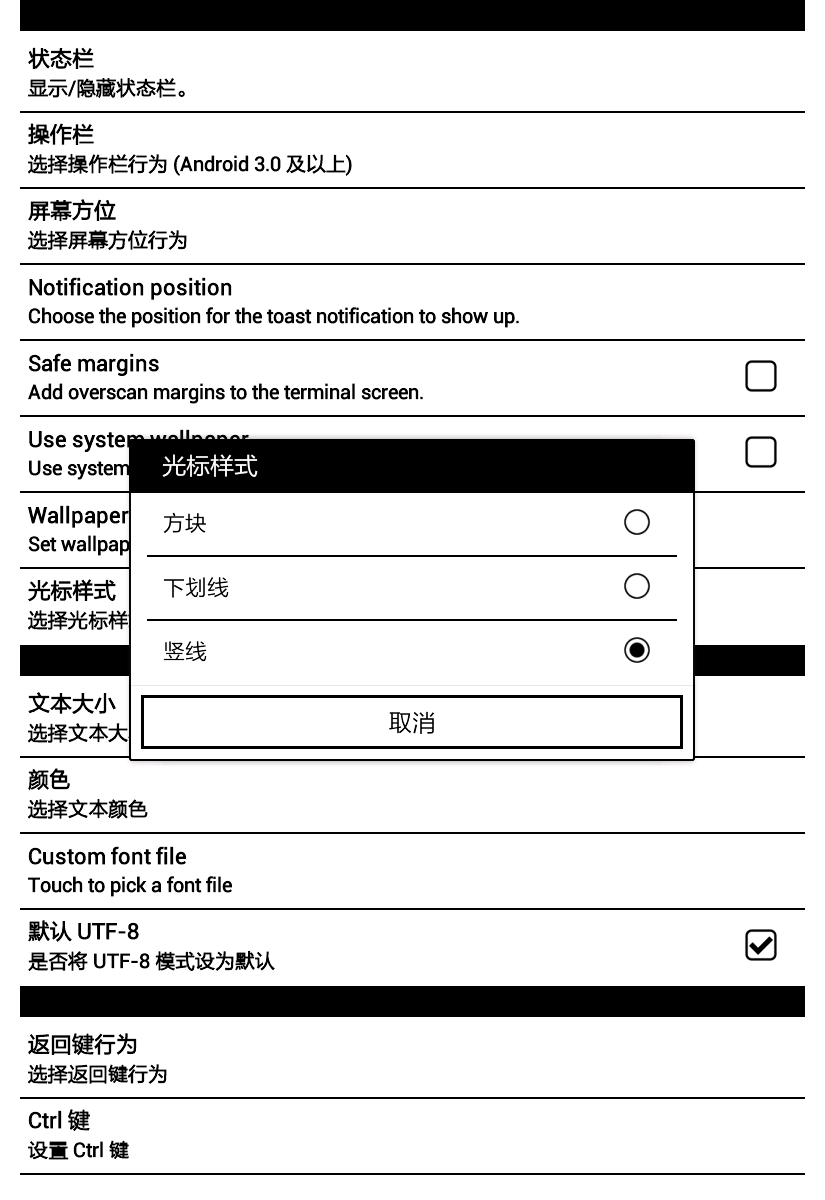 状态栏
显示/隐藏状态栏。
操作栏
选择操作栏行为 (Android 3.0 及以上)
屏幕方位
选择屏幕方位行为
Notification position
Choose the position for the toast notification to show up.
Safe margins
Add overscan margins to the terminal screen.
Use system wallpaper
Use system
Wallpaper
Set wallpap
光标样式
选择光标样
光标样式
方块
下划线
竖线
取消
文本大小
选择文本大
颜色
选择文本颜色
Custom font file
Touch to pick a font file
默认 UTF-8
是否将 UTF-8 模式设为默认
返回键行为
选择返回键行为
Ctrl 键
设置 Ctrl 键